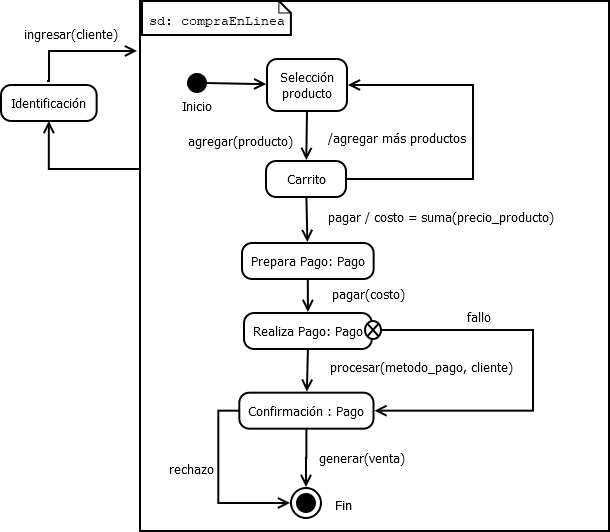 sd: compraEnLinea
ingresar(cliente)
Identificación
Inicio
Selección
producto
agregar(producto)
/agregar más productos
Carrito
pagar / costo = suma(precio_producto)
Prepara Pago: Pago
pagar(costo)
Realiza Pago: Pago
fallo
procesar(metodo_pago, cliente)
Confirmación : Pago
rechazo
generar(venta)
Fin